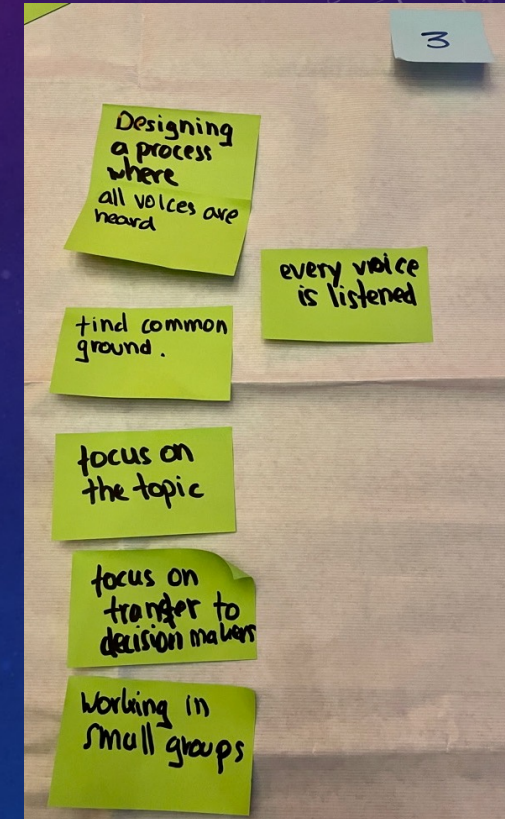 3
Designing
a process
where
all voices are
heard
every voice
is listened
find common
ground.
focus on
the topic
focus on
transfer to
decision makers
Working in
small groups